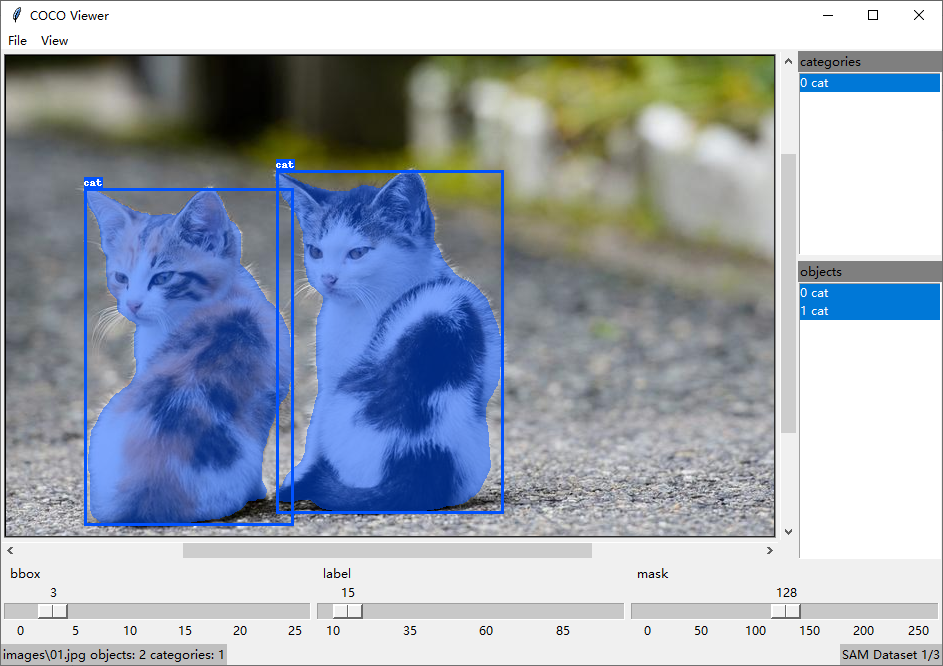 COCO Viewer
File View
categories
0 cat
cat
cat
objects
0 cat
1 cat
bbox label mask
3 15 128
0 5 10 15 20 25 10 35 60 85 0 50 100 150 200 250
images\01.jpg objects: 2 categories: 1 SAM Dataset 1/3